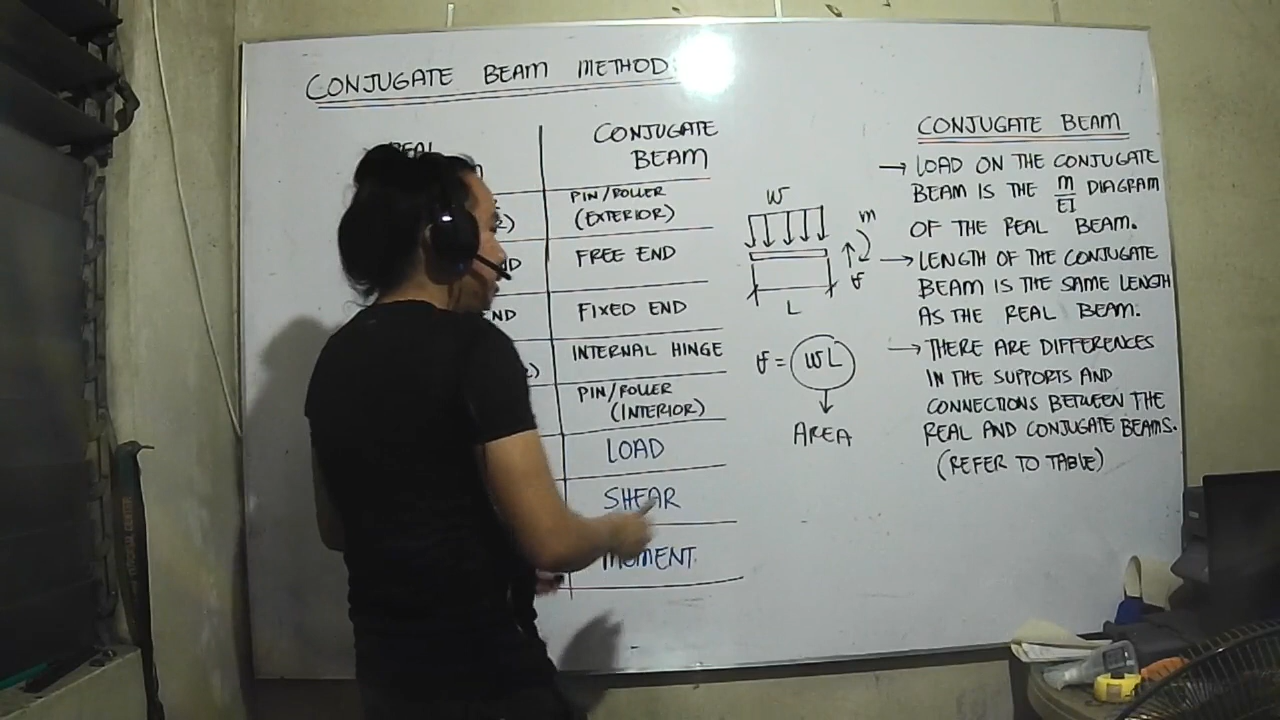 CONJUGATE BEAM METHOD:
REAL
CONJUGATE
BEAM
PIN/ROLLER
(EXTERIOR)
FREE END
FIXED END
INTERNAL HINGE
PIN/ROLLER
(INTERIOR)
LOAD
SHEAR
MOMENT
W
m
L
= WL
AREA
CONJUGATE BEAM
→ LOAD ON THE CONJUGATE
BEAM IS THE M/EI DIAGRAM
OF THE REAL BEAM.
→ LENGTH OF THE CONJUGATE
BEAM IS THE SAME LENGTH
AS THE REAL BEAM.
→ THERE ARE DIFFERENCES
IN THE SUPPORTS AND
CONNECTIONS BETWEEN THE
REAL AND CONJUGATE BEAMS.
(REFER TO TABLE)